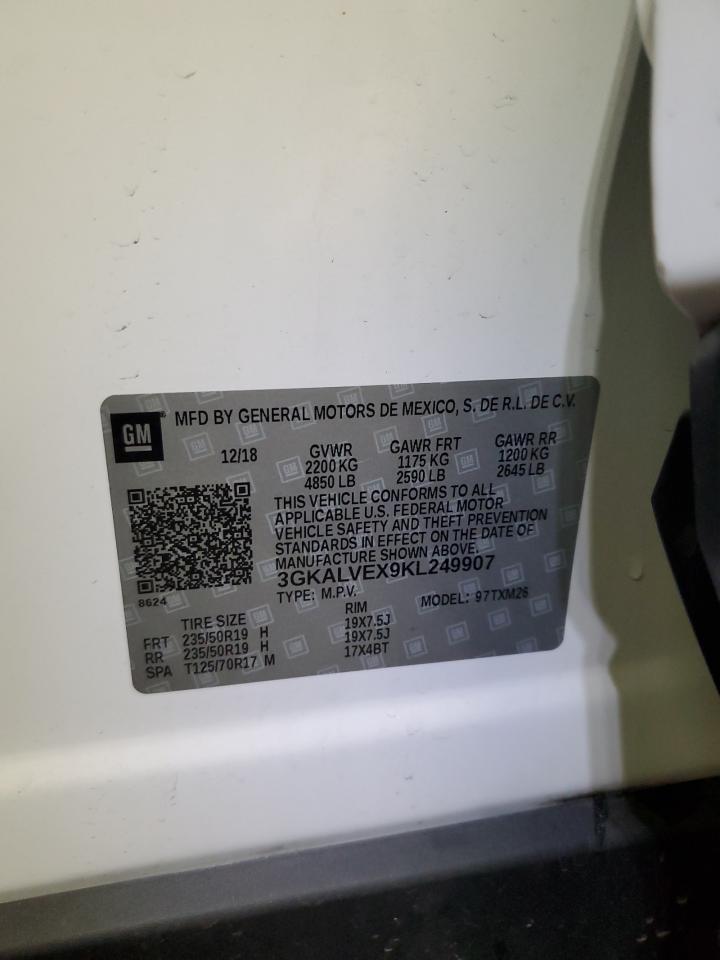 GM
MFD BY GENERAL MOTORS DE MEXICO, S. DE R.L. DE C.V.
12/18 GVWR GAWR FRT GAWR RR
2200 KG 1175 KG 1200 KG
4850 LB 2590 LB 2645 LB
THIS VEHICLE CONFORMS TO ALL
APPLICABLE U.S. FEDERAL MOTOR
VEHICLE SAFETY AND THEFT PREVENTION
STANDARDS IN EFFECT ON THE DATE OF
MANUFACTURE SHOWN ABOVE.
3GKALVEX9KL249907
8624
TYPE: M.P.V. MODEL: 97TXM26
TIRE SIZE RIM
FRT 235/50R19 H 19X7.5J
RR 235/50R19 H 19X7.5J
SPA T125/70R17 M 17X4BT